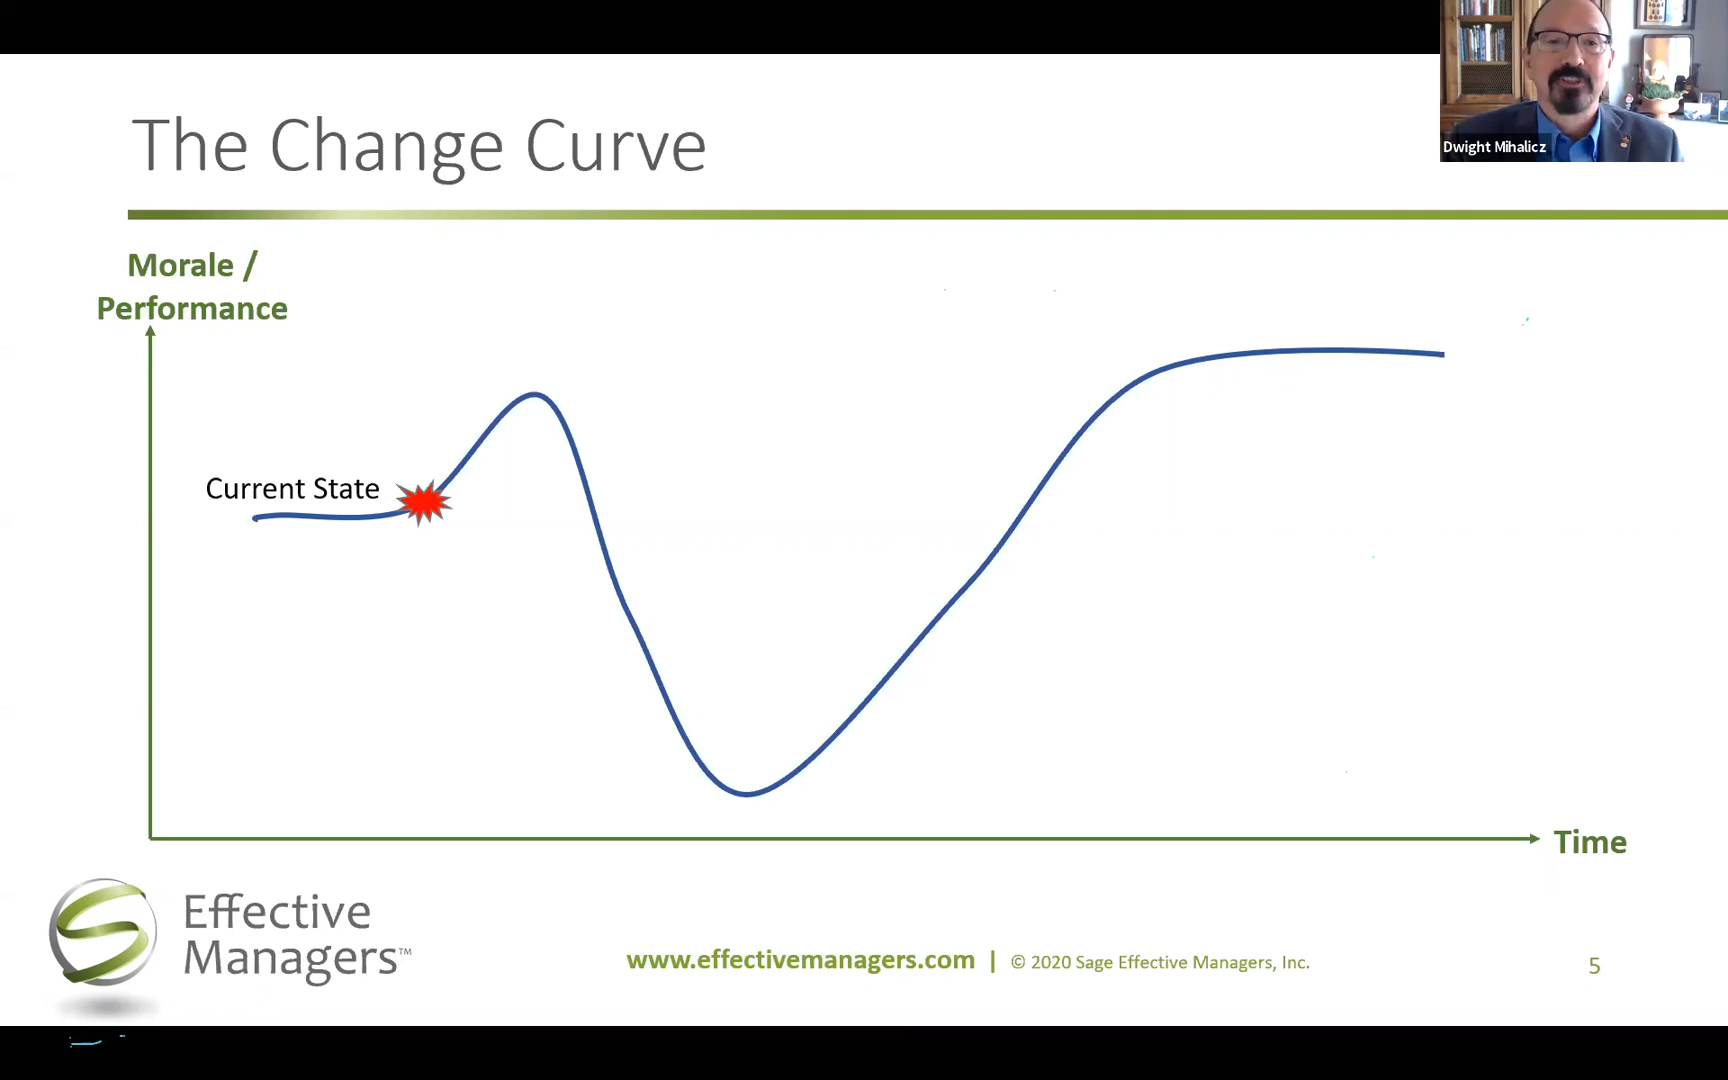 The Change Curve
Dwight Mihalicz
Morale /
Performance
Current State
Time
Effective
Managers™
www.effectivemanagers.com | © 2020 Sage Effective Managers, Inc.
5